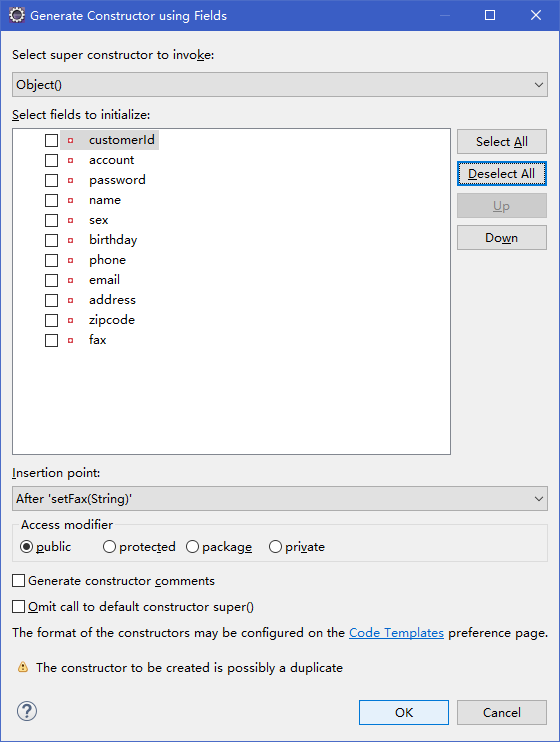 Generate Constructor using Fields
Select super constructor to invoke:
Object()
Select fields to initialize:
customerId
account
password
name
sex
birthday
phone
email
address
zipcode
fax
Select All
Deselect All
Up
Down
Insertion point:
After 'setFax(String)'
Access modifier
public protected package private
Generate constructor comments
Omit call to default constructor super()
The format of the constructors may be configured on the Code Templates preference page.
The constructor to be created is possibly a duplicate
? OK Cancel